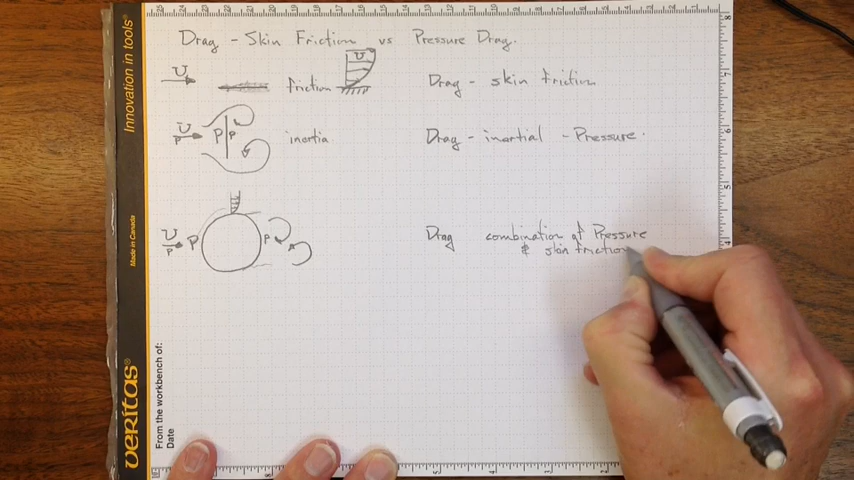 Drag - Skin Friction vs Pressure Drag.
U friction U Drag - skin friction
U P P P inertia Drag - inertial - Pressure.
U P P P Drag combination of Pressure
& skin friction
Innovation in tools®
Made in Canada
veritas®
From the workbench of:
Date